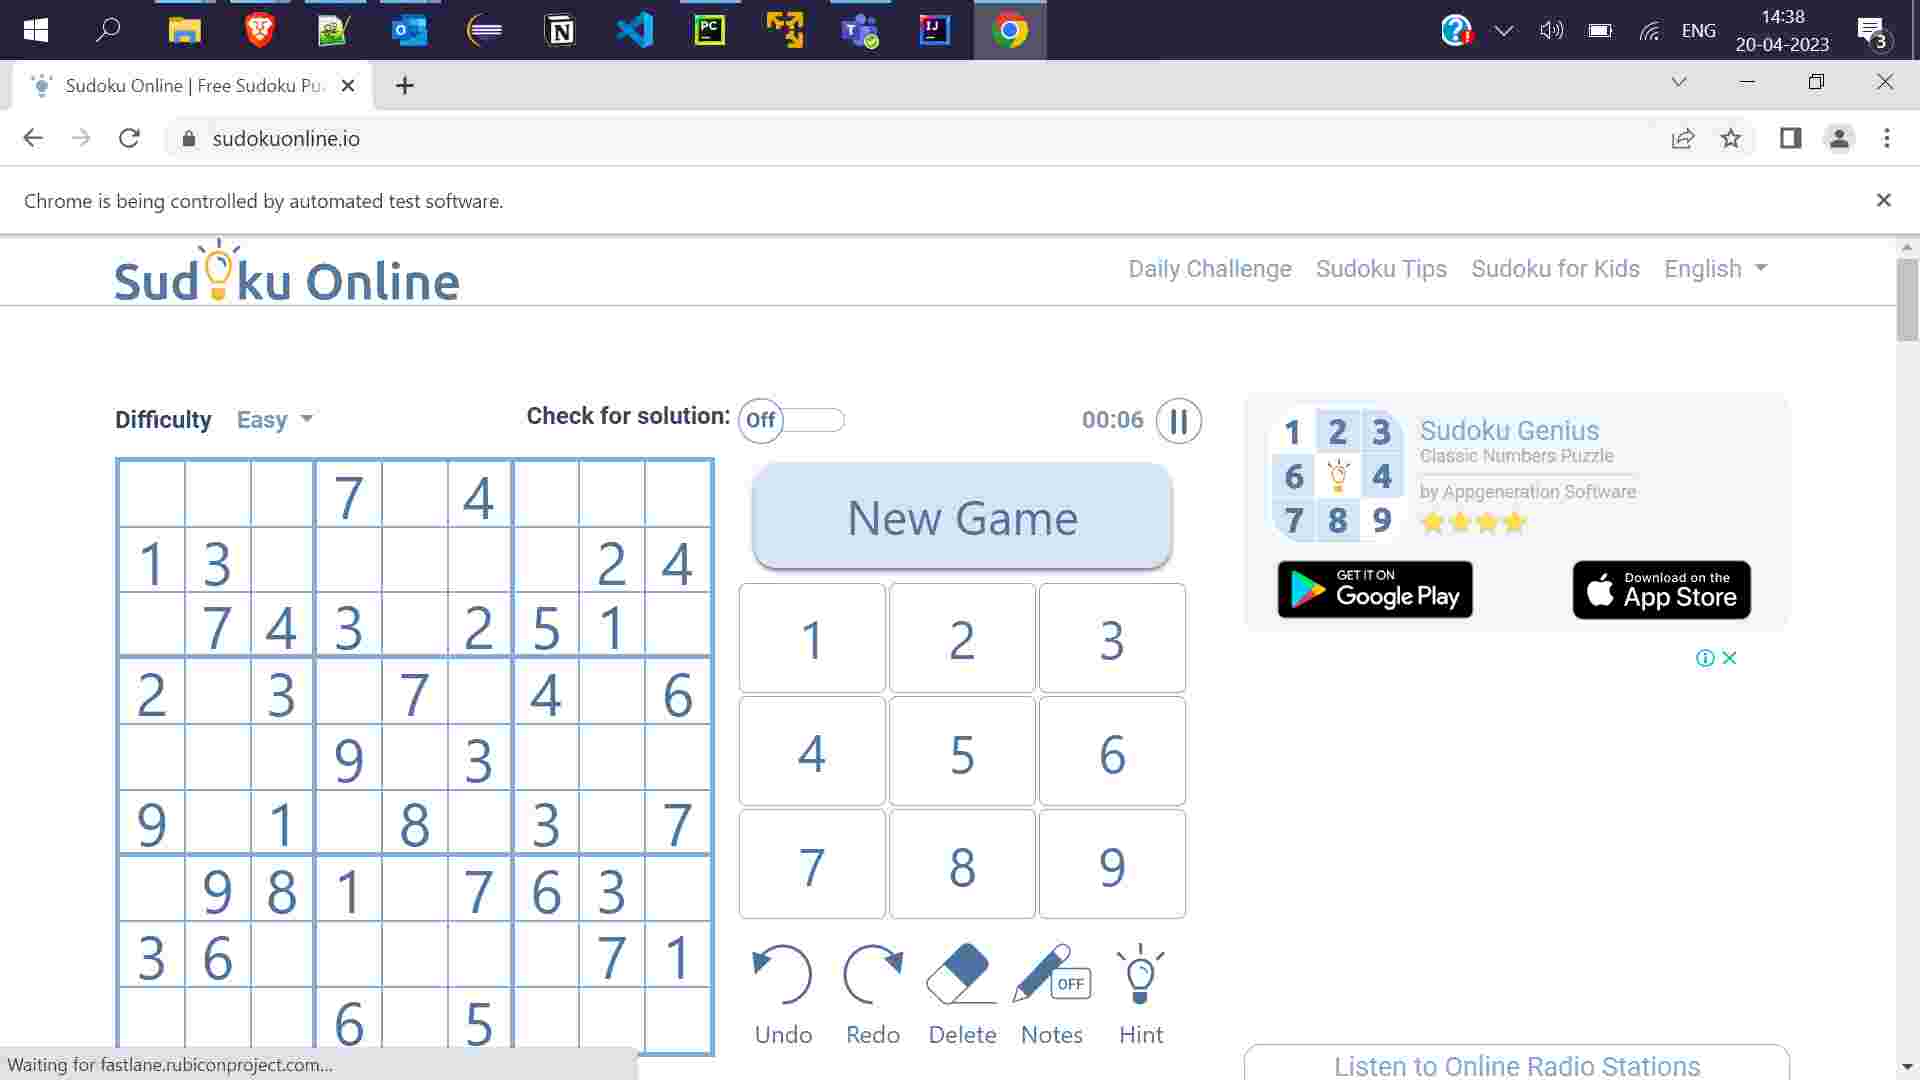 PC
IJ
ENG
14:38
20-04-2023
3
Sudoku Online | Free Sudoku Pu
sudokuonline.io
Chrome is being controlled by automated test software.
Sudoku Online
Daily Challenge Sudoku Tips Sudoku for Kids English
Difficulty Easy
Check for solution: Off
00:06
7 4
1 3 2 4
7 4 3 2 5 1
2 3 7 4 6
9 3
9 1 8 3 7
9 8 1 7 6 3
3 6 7 1
6 5
New Game
1 2 3
4 5 6
7 8 9
OFF
Undo Redo Delete Notes Hint
1 2 3
6 4
7 8 9
Sudoku Genius
Classic Numbers Puzzle
by Appgeneration Software
GET IT ON
Google Play
Download on the
App Store
Listen to Online Radio Stations
Waiting for fastlane.rubiconproject.com...